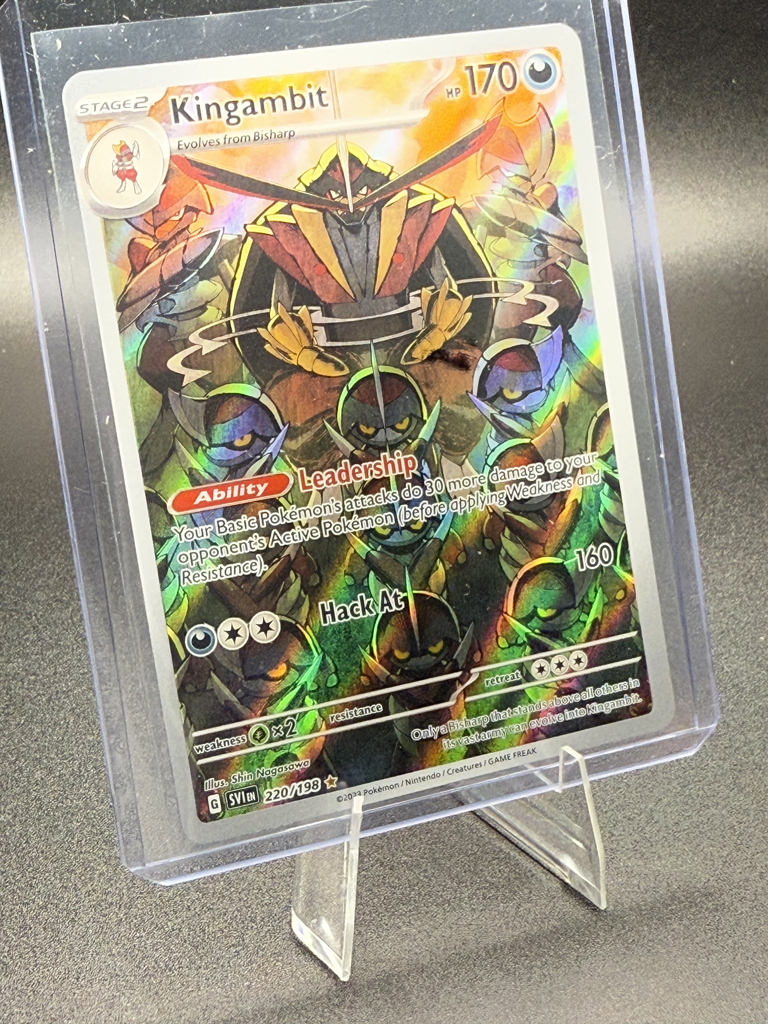 STAGE 2
Kingambit
HP 170
Evolves from Bisharp
Ability Leadership
Your Basic Pokémon's attacks do 30 more damage to your
opponent's Active Pokémon (before applying Weakness and
Resistance).
Hack At 160
weakness ×2 resistance retreat
Only a Bisharp that stands above all others in
its vast army can evolve into Kingambit.
Illus. Shin Nagasawa
G SVI EN 220/198
©2023 Pokémon / Nintendo / Creatures / GAME FREAK